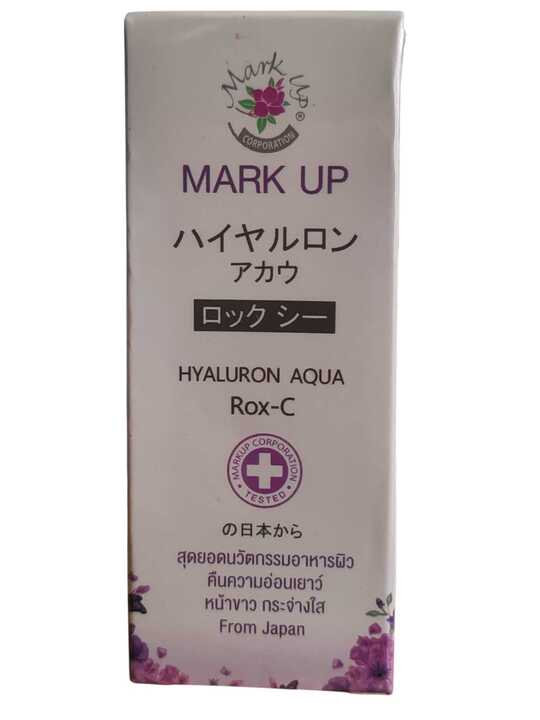 Mark Up
®
CORPORATION
MARK UP
ハイヤルロン
アカウ
ロック シー
HYALURON AQUA
Rox-C
MARKUP CORPORATION
• TESTED •
の日本から
สุดยอดนวัตกรรมอาหารผิว
คืนความอ่อนเยาว์
หน้าขาว กระจ่างใส
From Japan